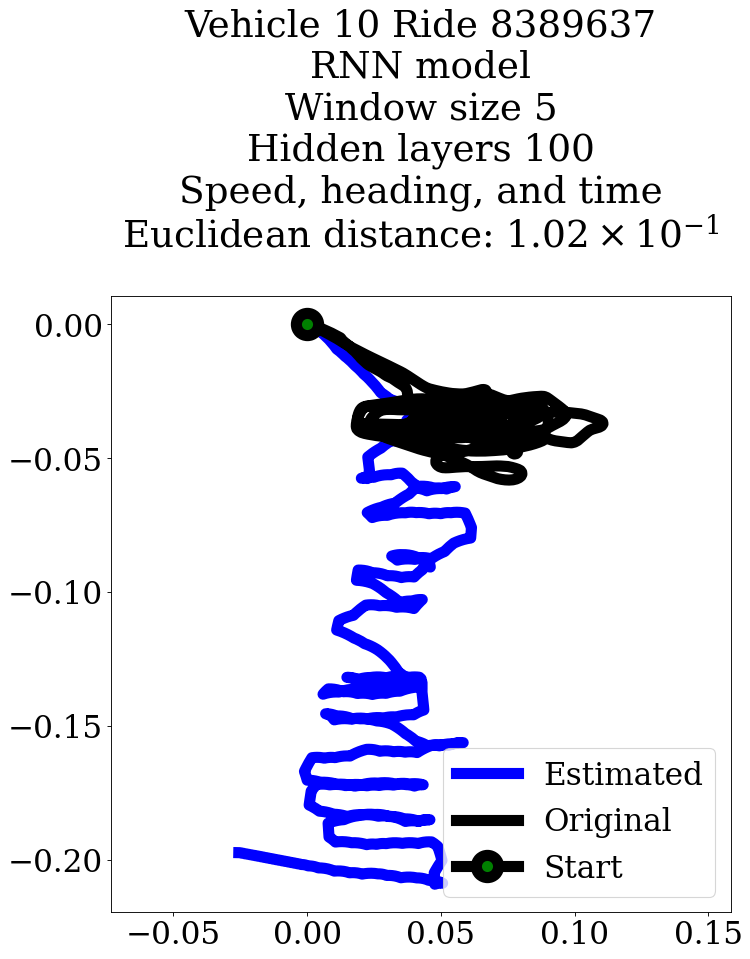 Vehicle 10 Ride 8389637
RNN model
Window size 5
Hidden layers 100
Speed, heading, and time
Euclidean distance: 1.02 × 10⁻¹
0.00
−0.05
−0.10
−0.15
−0.20
Estimated
Original
Start
−0.05 0.00 0.05 0.10 0.15